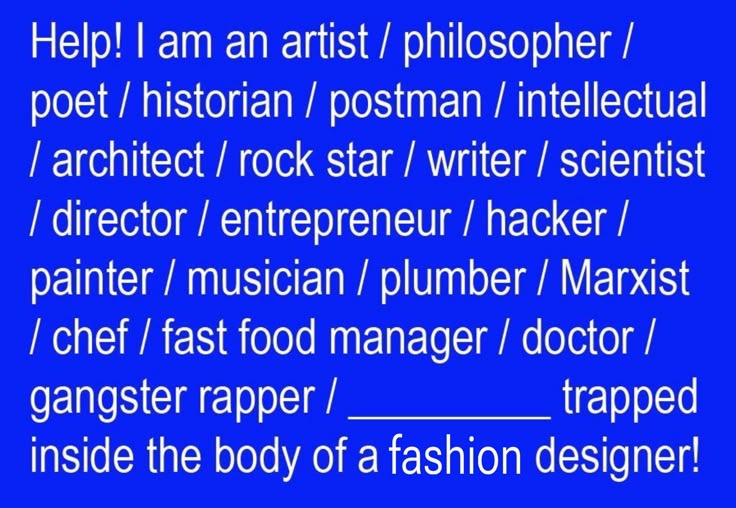 Help! I am an artist / philosopher /
poet / historian / postman / intellectual
/ architect / rock star / writer / scientist
/ director / entrepreneur / hacker /
painter / musician / plumber / Marxist
/ chef / fast food manager / doctor /
gangster rapper / __________ trapped
inside the body of a fashion designer!